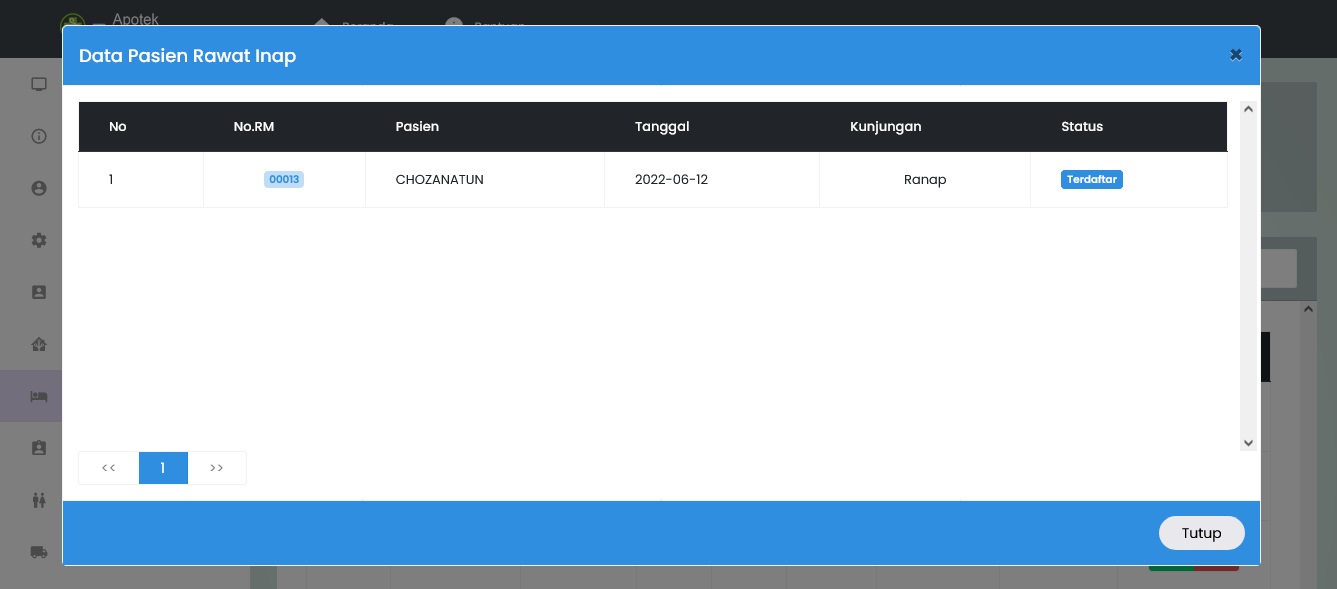 Apotek
Beranda Bantuan
Data Pasien Rawat Inap ×
No No.RM Pasien Tanggal Kunjungan Status
1 00013 CHOZANATUN 2022-06-12 Ranap Terdaftar
<< 1 >>
Tutup